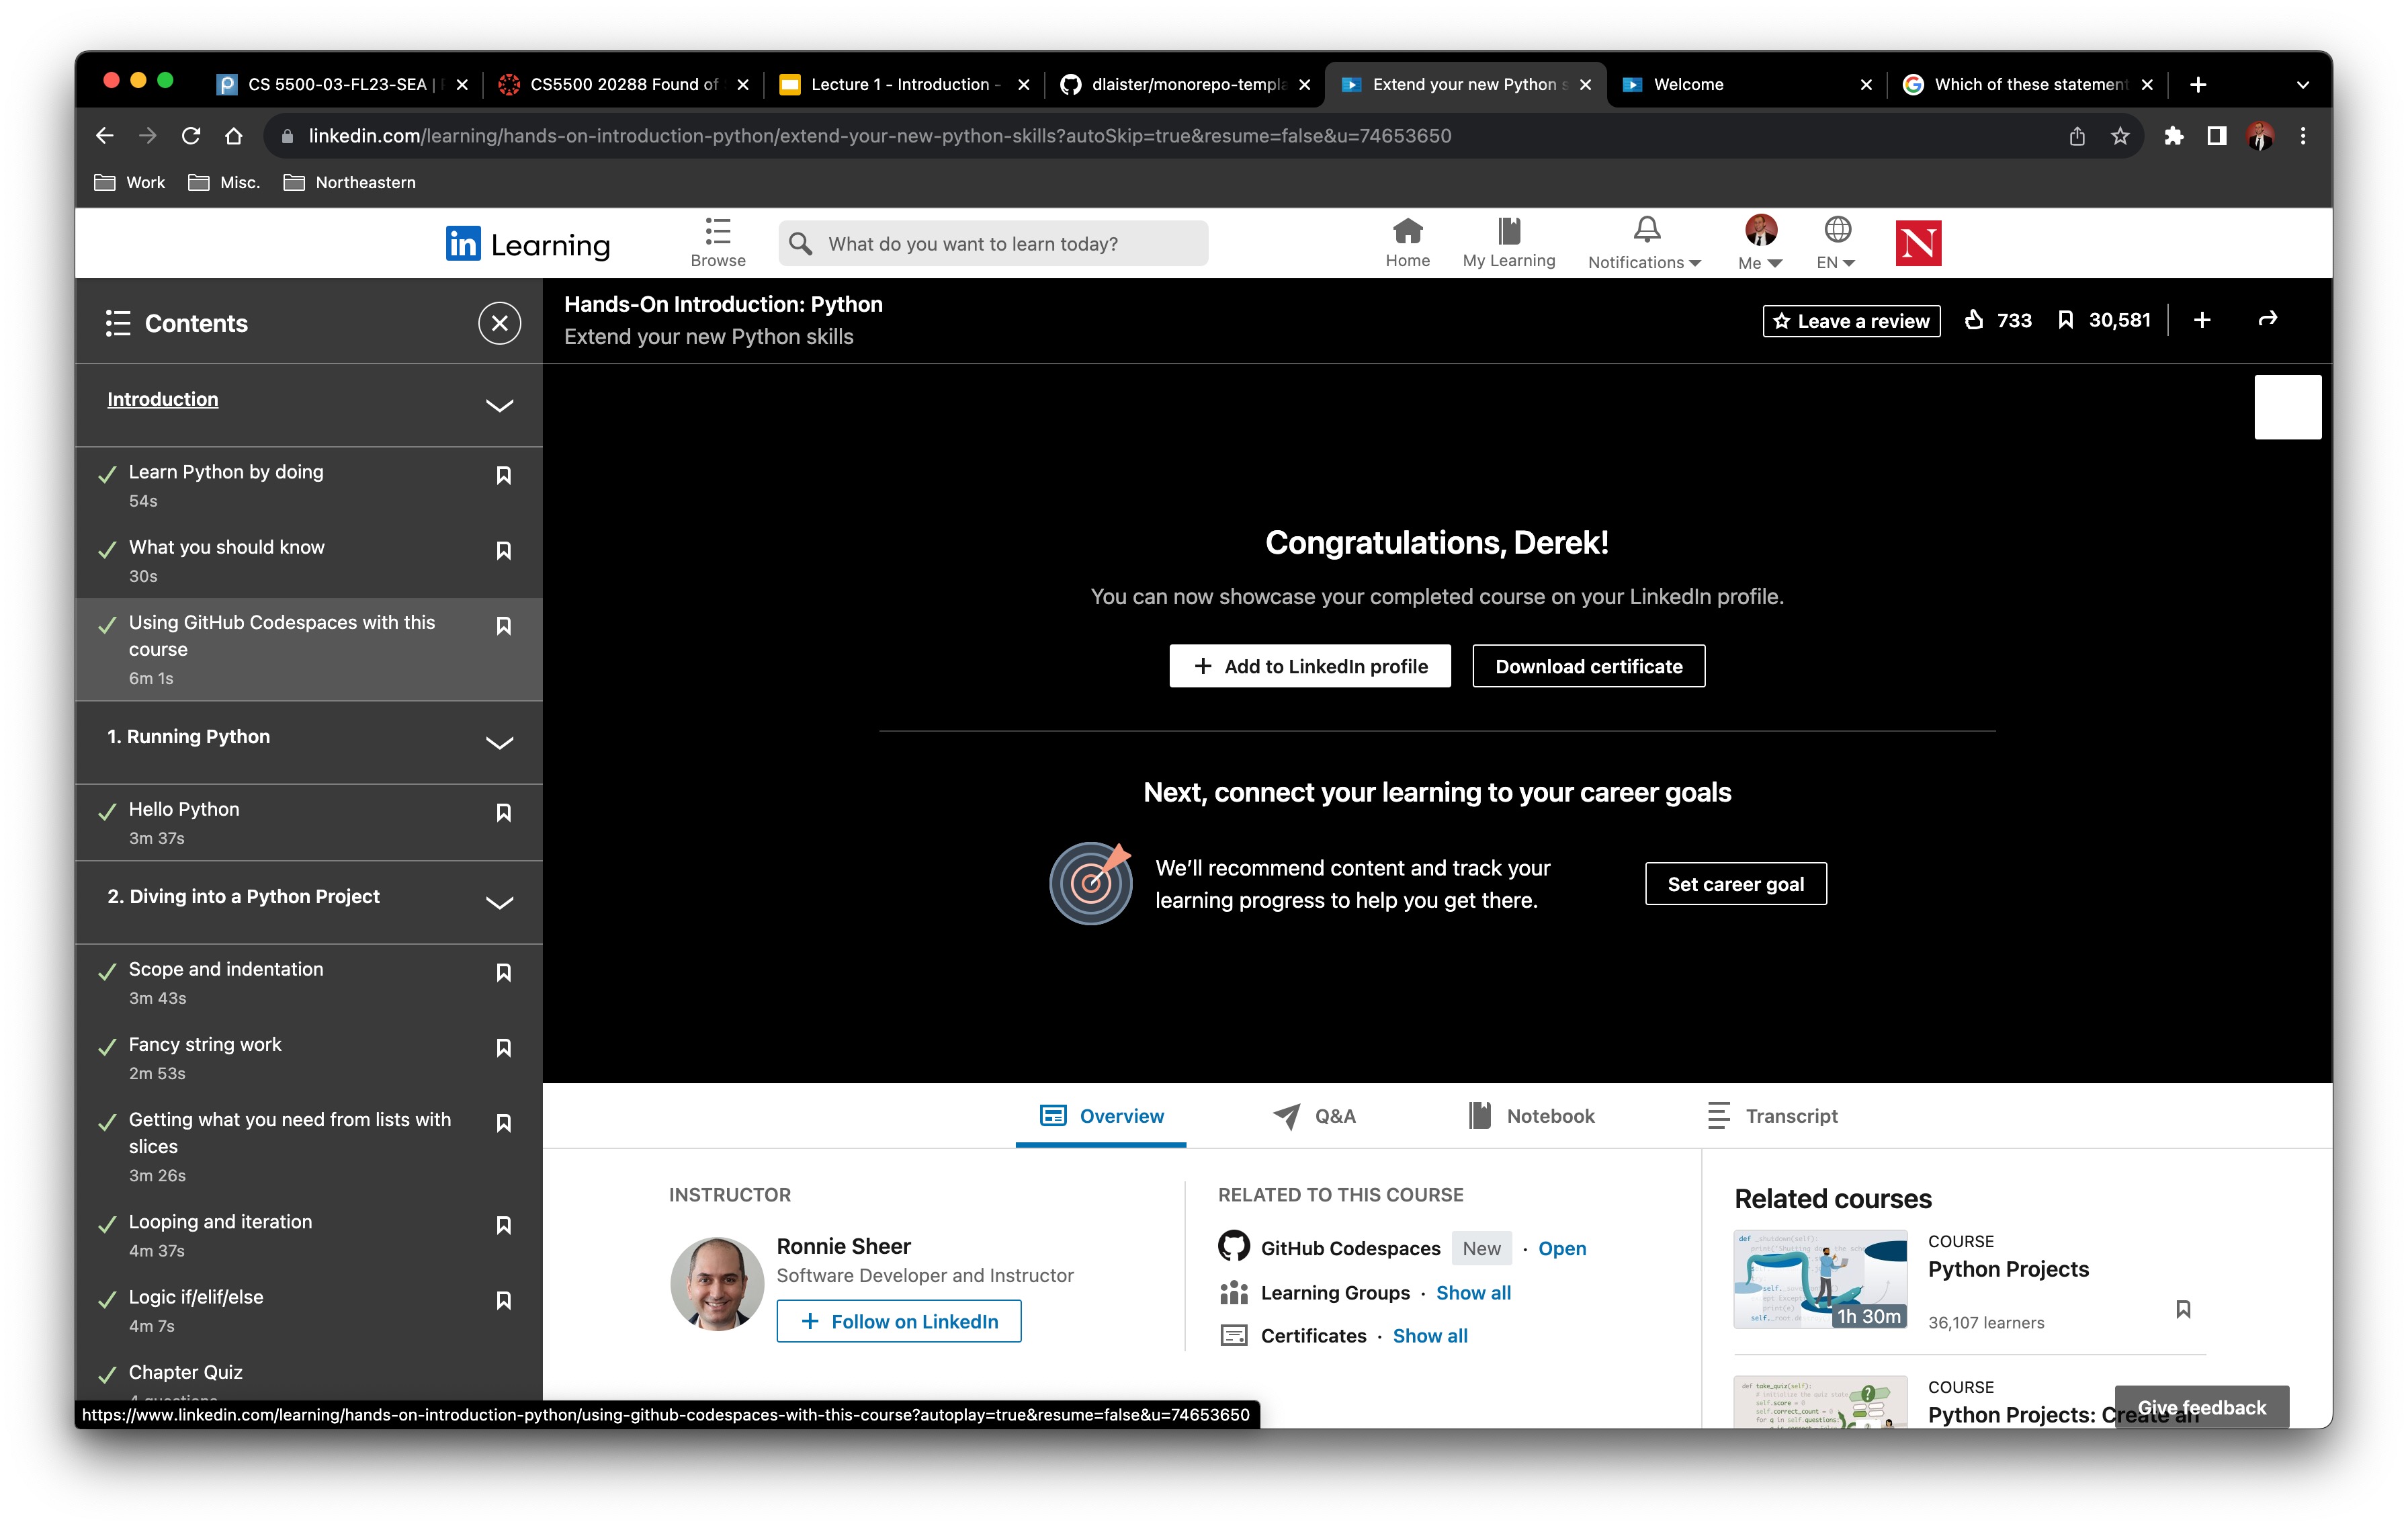 CS 5500-03-FL23-SEA |
CS5500 20288 Found of
Lecture 1 - Introduction -
dlaister/monorepo-templa
Extend your new Python s
Welcome
Which of these statement
linkedin.com/learning/hands-on-introduction-python/extend-your-new-python-skills?autoSkip=true&resume=false&u=74653650
Work
Misc.
Northeastern
in Learning
Browse
What do you want to learn today?
Home
My Learning
Notifications
Me
EN
N
Contents
Introduction
Learn Python by doing
54s
What you should know
30s
Using GitHub Codespaces with this
course
6m 1s
1. Running Python
Hello Python
3m 37s
2. Diving into a Python Project
Scope and indentation
3m 43s
Fancy string work
2m 53s
Getting what you need from lists with
slices
3m 26s
Looping and iteration
4m 37s
Logic if/elif/else
4m 7s
Chapter Quiz
4 questions
https://www.linkedin.com/learning/hands-on-introduction-python/using-github-codespaces-with-this-course?autoplay=true&resume=false&u=74653650
Hands-On Introduction: Python
Extend your new Python skills
Leave a review
733
30,581
Congratulations, Derek!
You can now showcase your completed course on your LinkedIn profile.
+ Add to LinkedIn profile
Download certificate
Next, connect your learning to your career goals
We’ll recommend content and track your
learning progress to help you get there.
Set career goal
Overview
Q&A
Notebook
Transcript
INSTRUCTOR
Ronnie Sheer
Software Developer and Instructor
+ Follow on LinkedIn
RELATED TO THIS COURSE
GitHub Codespaces New · Open
Learning Groups · Show all
Certificates · Show all
Related courses
1h 30m
COURSE
Python Projects
36,107 learners
COURSE
Python Projects: Create an
Give feedback